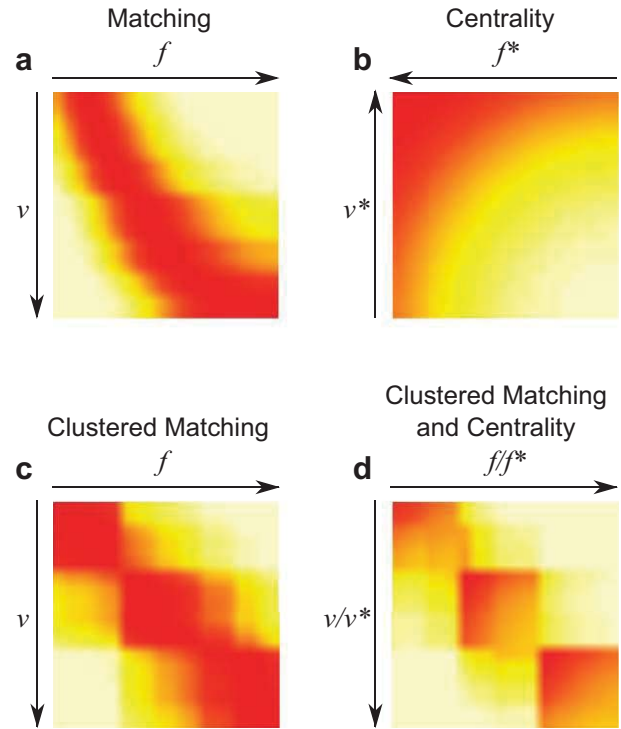 Matching
Centrality
a
f
b
f*
v
v*
Clustered Matching
Clustered Matching
and Centrality
c
f
d
f/f*
v
v/v*